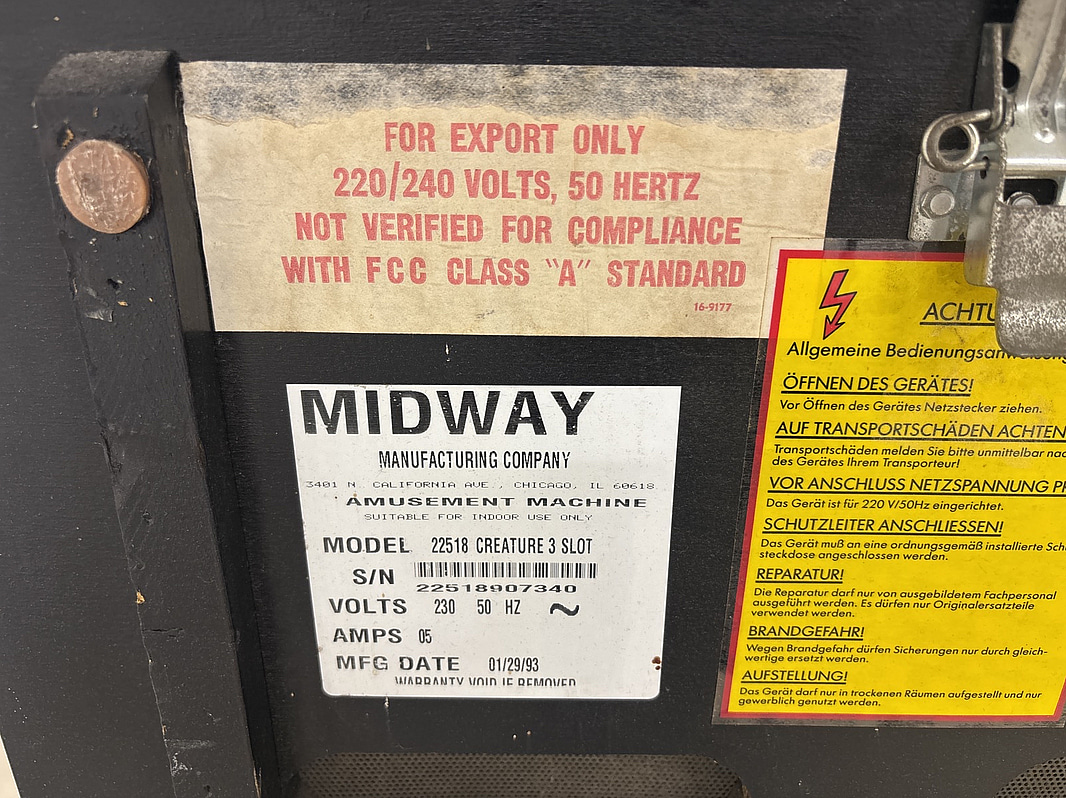 FOR EXPORT ONLY
220/240 VOLTS, 50 HERTZ
NOT VERIFIED FOR COMPLIANCE
WITH FCC CLASS "A" STANDARD
16-9177
MIDWAY
MANUFACTURING COMPANY
3401 N. CALIFORNIA AVE., CHICAGO, IL 60618
AMUSEMENT MACHINE
SUITABLE FOR INDOOR USE ONLY
MODEL 22518 CREATURE 3 SLOT
S/N
22518907340
VOLTS 230 50 HZ ~
AMPS 05
MFG DATE 01/29/93
WARRANTY VOID IF REMOVED
ACHTU
Allgemeine Bedienungsanweisung
ÖFFNEN DES GERÄTES!
Vor Öffnen des Gerätes Netzstecker ziehen.
AUF TRANSPORTSCHÄDEN ACHTEN
Transportschäden melden Sie bitte unmittelbar nac
des Gerätes Ihrem Transporteur!
VOR ANSCHLUSS NETZSPANNUNG PR
Das Gerät ist für 220 V/50Hz eingerichtet.
SCHUTZLEITER ANSCHLIESSEN!
Das Gerät muß an eine ordnungsgemäß installierte Sch
steckdose angeschlossen werden.
REPARATUR!
Die Reparatur darf nur von ausgebildetem Fachpersonal
ausgeführt werden. Es dürfen nur Originalersatzteile
verwendet werden.
BRANDGEFAHR!
Wegen Brandgefahr dürfen Sicherungen nur durch gleich-
wertige ersetzt werden.
AUFSTELLUNG!
Das Gerät darf nur in trockenen Räumen aufgestellt und nur
gewerblich genutzt werden.